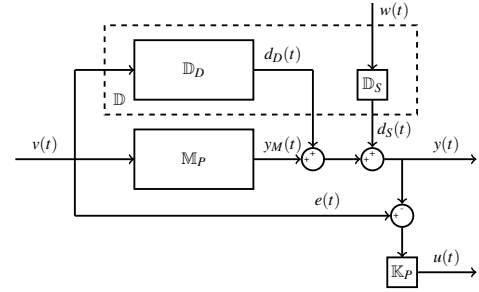 w(t)
𝔻_D
d_D(t)
𝔻_S
𝔻
d_S(t)
v(t)
𝕄_P
y_M(t)
+
+
+
+
y(t)
e(t)
+
-
𝕂_P
u(t)